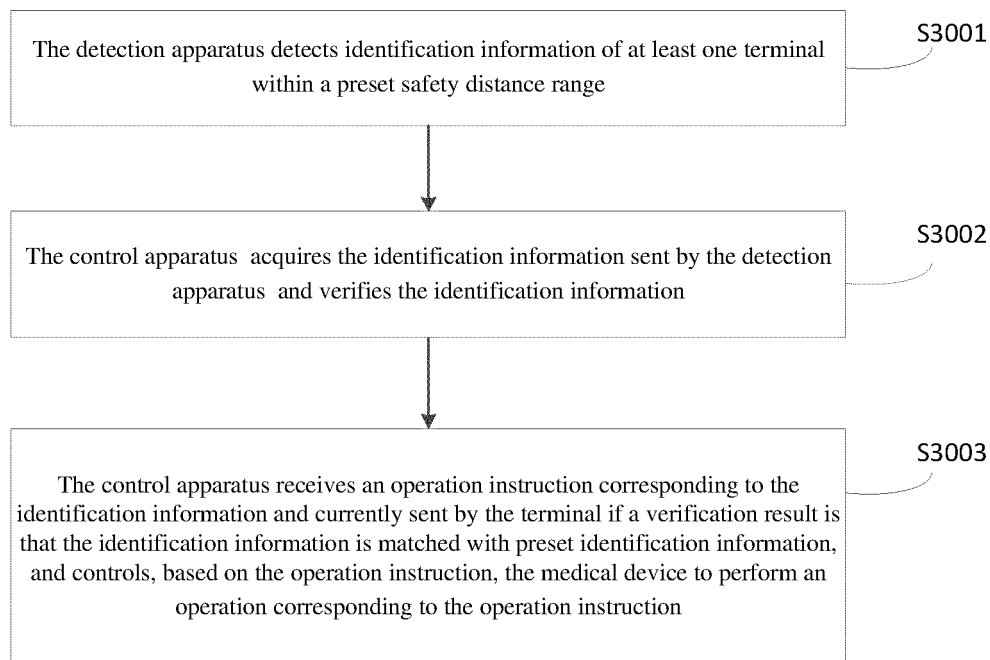 The detection apparatus detects identification information of at least one terminal
within a preset safety distance range
S3001
The control apparatus acquires the identification information sent by the detection
apparatus and verifies the identification information
S3002
The control apparatus receives an operation instruction corresponding to the
identification information and currently sent by the terminal if a verification result is
that the identification information is matched with preset identification information,
and controls, based on the operation instruction, the medical device to perform an
operation corresponding to the operation instruction
S3003